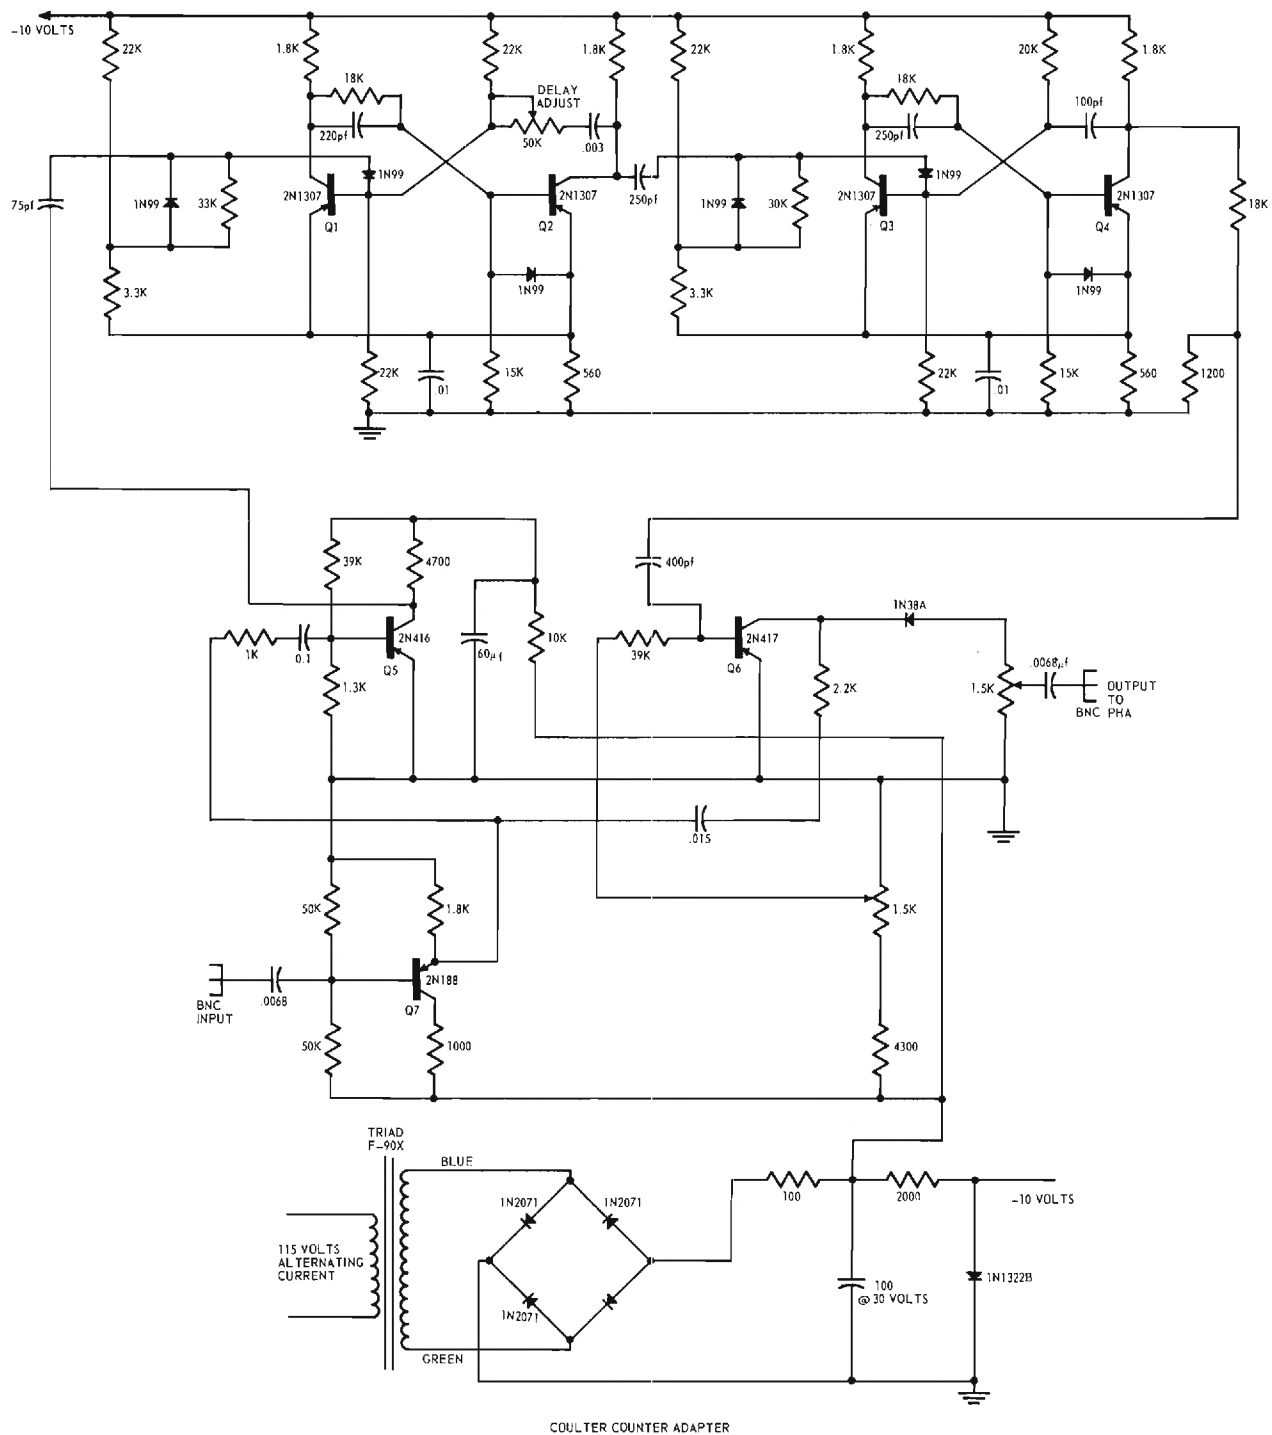 -10 VOLTS
22K
1.8K
22K
1.8K
22K
1.8K
20K
1.8K
18K
220pf
DELAY
ADJUST
50K
.003
18K
250pf
100pf
75pf
1N99
33K
2N1307
Q1
1N99
2N1307
Q2
250pf
1N99
30K
2N1307
Q3
1N99
2N1307
Q4
18K
3.3K
1N99
3.3K
1N99
22K
.01
15K
560
22K
.01
15K
560
1200
39K
4700
400pf
1K
0.1
2N416
Q5
60µf
10K
39K
2N417
Q6
1N38A
1.3K
2.2K
1.5K
.0068µf
BNC
OUTPUT
TO
PHA
.015
50K
1.8K
1.5K
BNC
INPUT
.0068
2N188
Q7
50K
1000
4300
TRIAD
F-90X
BLUE
1N2071
1N2071
100
2000
-10 VOLTS
115 VOLTS
ALTERNATING
CURRENT
1N2071
100
@ 30 VOLTS
1N1322B
GREEN
COULTER COUNTER ADAPTER